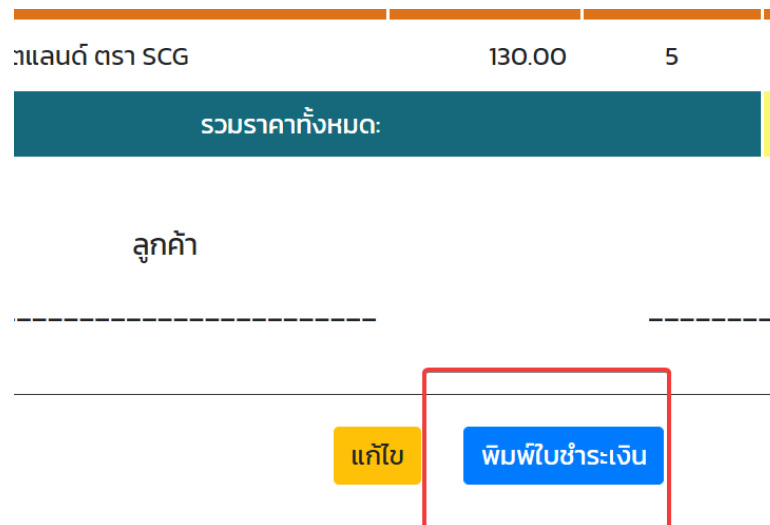 ตแลนด์ ตรา SCG 130.00 5
รวมราคาทั้งหมด:
ลูกค้า
แก้ไข พิมพ์ใบชำระเงิน